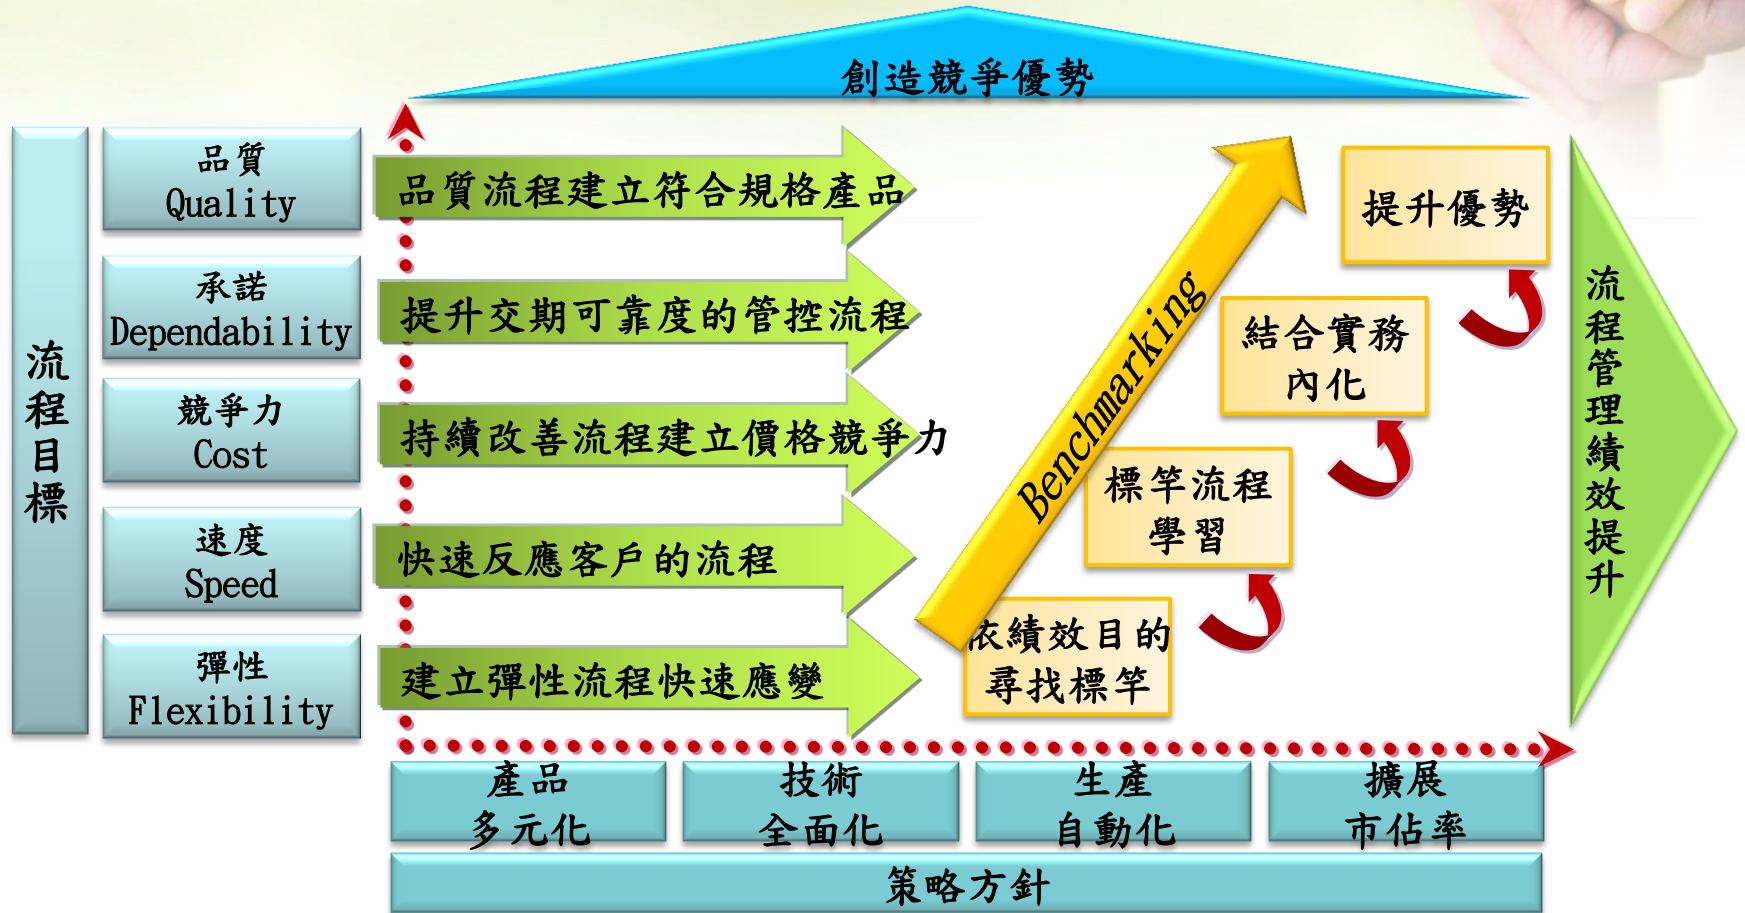 創造競爭優勢
流程目標
品質
Quality
品質流程建立符合規格產品
承諾
Dependability
提升交期可靠度的管控流程
競爭力
Cost
持續改善流程建立價格競爭力
速度
Speed
快速反應客戶的流程
彈性
Flexibility
建立彈性流程快速應變
Benchmarking
提升優勢
結合實務
內化
標竿流程
學習
依績效目的
尋找標竿
流程管理績效提升
產品
多元化
技術
全面化
生產
自動化
擴展
市佔率
策略方針